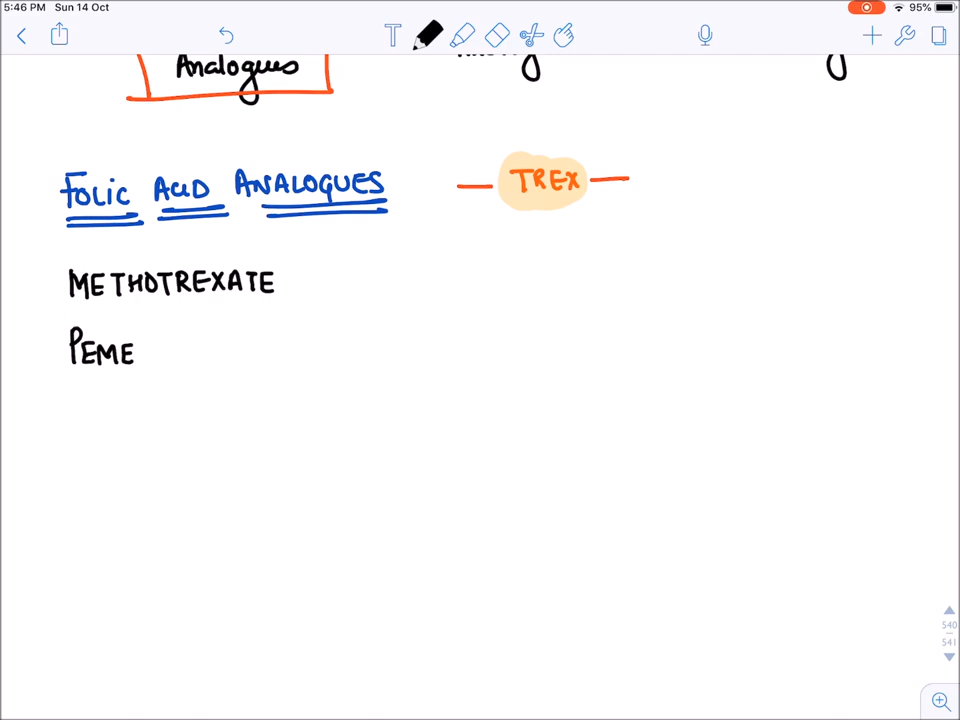 5:46 PM Sun 14 Oct 95%
T
Analogues
FOLIC ACID ANALOGUES — TREX —
METHOTREXATE
PEME
540
541